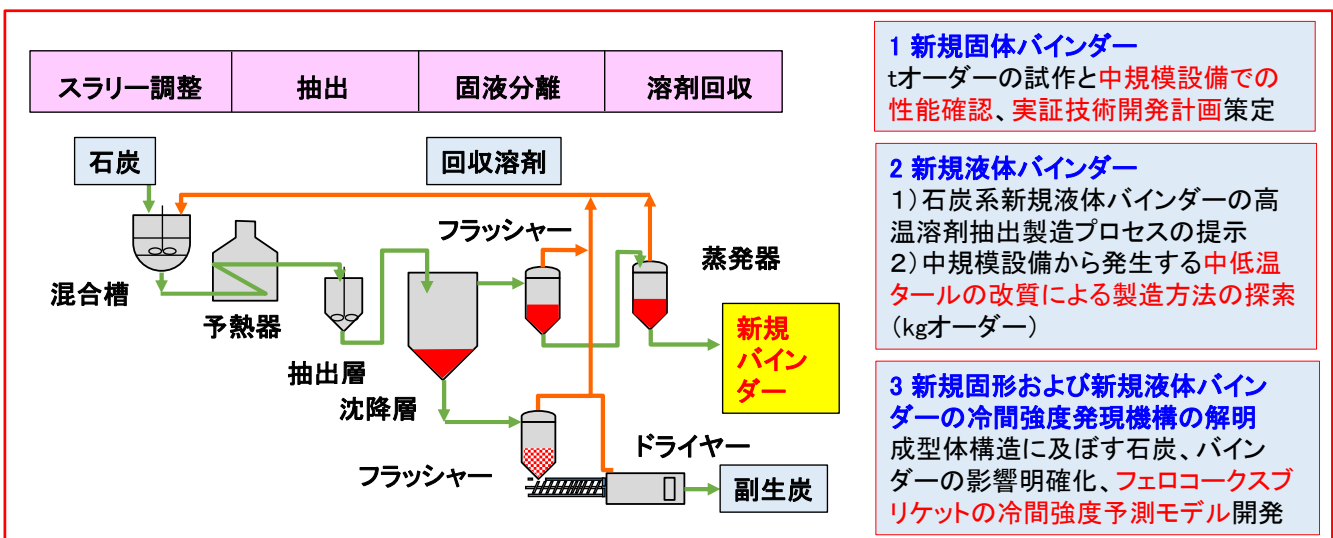 スラリー調整
抽出
固液分離
溶剤回収
石炭
回収溶剤
フラッシャー
蒸発器
混合槽
予熱器
抽出層
沈降層
新規
バイン
ダー
フラッシャー
ドライヤー
副生炭
1 新規固体バインダー
tオーダーの試作と中規模設備での
性能確認、実証技術開発計画策定
2 新規液体バインダー
1)石炭系新規液体バインダーの高
温溶剤抽出製造プロセスの提示
2)中規模設備から発生する中低温
タールの改質による製造方法の探索
(kgオーダー)
3 新規固形および新規液体バイン
ダーの冷間強度発現機構の解明
成型体構造に及ぼす石炭、バイン
ダーの影響明確化、フェロコークスブ
リケットの冷間強度予測モデル開発